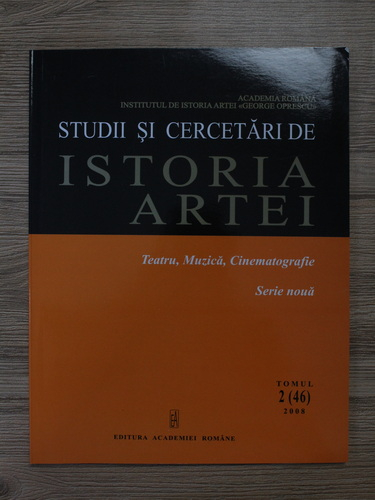 ACADEMIA ROMÂNĂ
INSTITUTUL DE ISTORIA ARTEI «GEORGE OPRESCU»
STUDII ŞI CERCETĂRI DE
ISTORIA
ARTEI
Teatru, Muzică, Cinematografie
Serie nouă
TOMUL
2 (46)
2008
EDITURA ACADEMIEI ROMÂNE